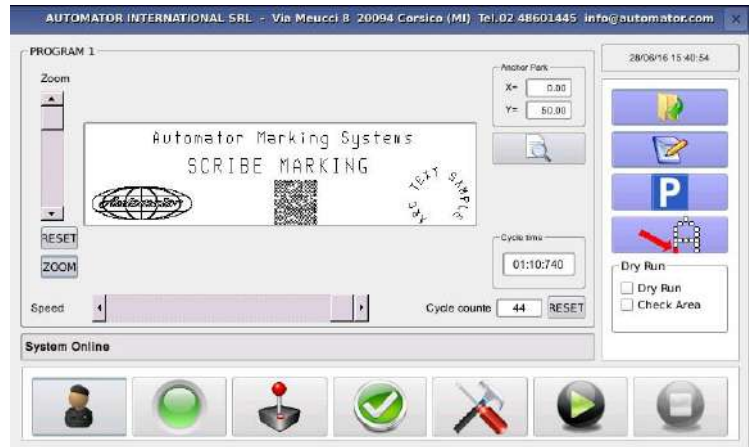 AUTOMATOR INTERNATIONAL SRL - Via Meucci 8 20094 Corsico (MI) Tel.02 48601445 info@automator.com
PROGRAM 1
28/06/16 15:40:54
Zoom
Anchor Park
X= 0.00
Y= 50.00
Automator Marking Systems
SCRIBE MARKING
ARC TEXT SAMPLE
Automator
P
RESET
ZOOM
Cycle time
01:10:740
Dry Run
Dry Run
Check Area
Speed
Cycle counte 44 RESET
System Online